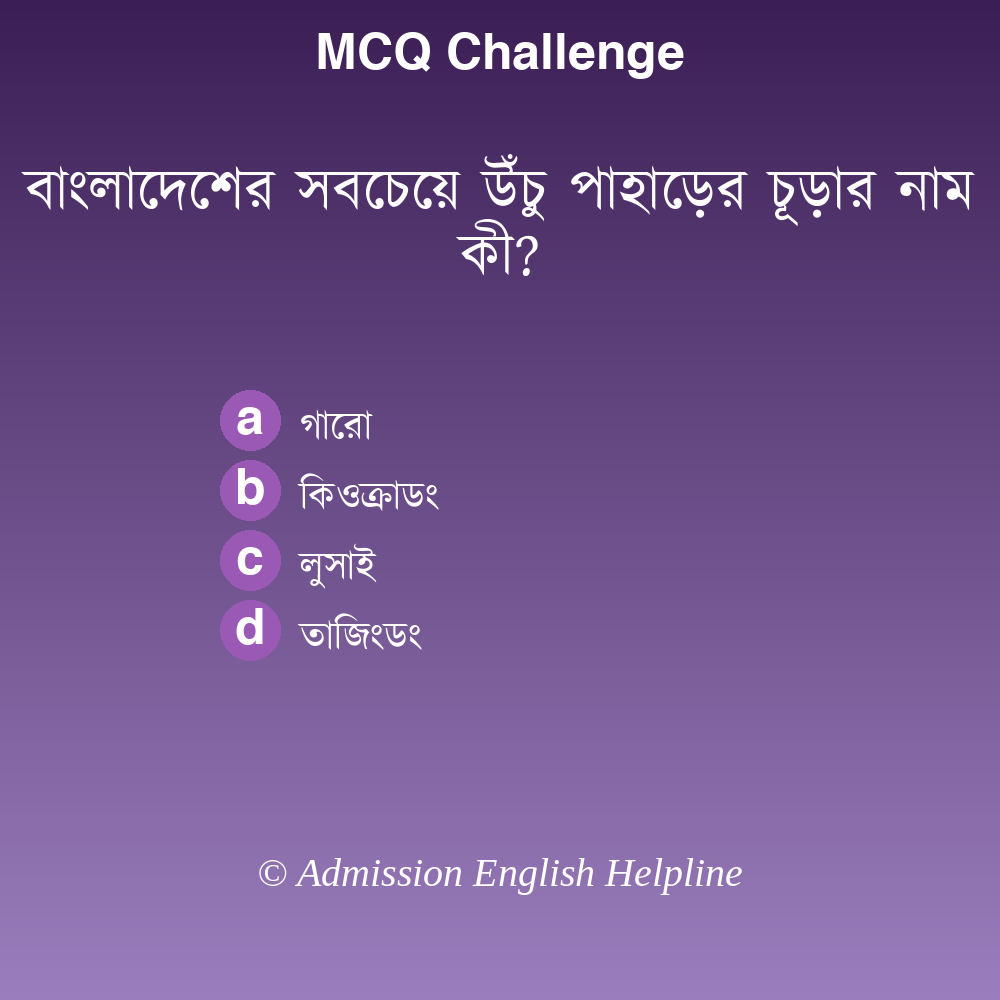 MCQ Challenge
বাংলাদেশের সবচেয়ে উঁচু পাহাড়ের চূড়ার নাম
কী?
a গারো
b কিওক্রাডং
c লুসাই
d তাজিংডং
© Admission English Helpline